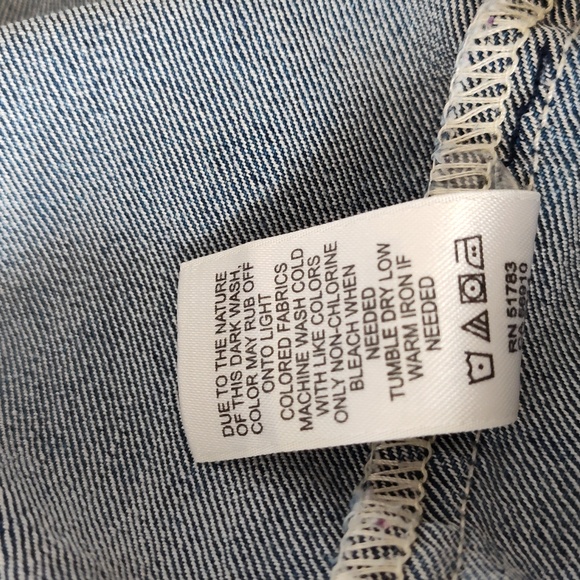 DUE TO THE NATURE
OF THIS DARK WASH,
COLOR MAY RUB OFF
ONTO LIGHT
COLORED FABRICS
MACHINE WASH COLD
WITH LIKE COLORS
ONLY NON-CHLORINE
BLEACH WHEN
NEEDED
TUMBLE DRY LOW
WARM IRON IF
NEEDED
RN 51783
CA